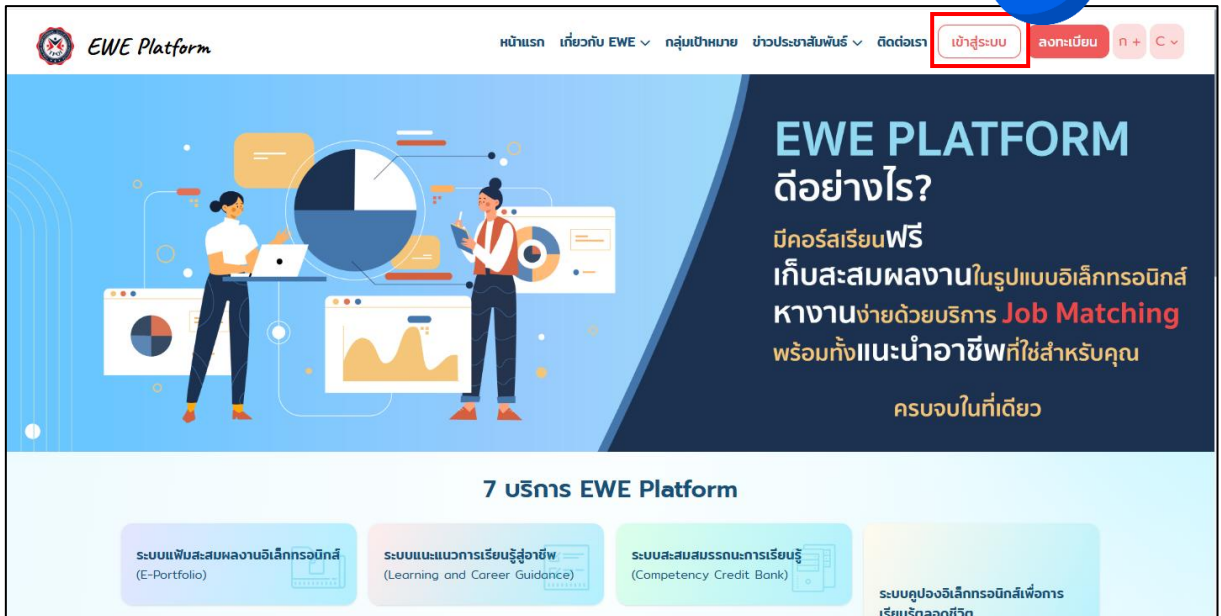 EWE Platform
หน้าแรก เกี่ยวกับ EWE กลุ่มเป้าหมาย ข่าวประชาสัมพันธ์ ติดต่อเรา เข้าสู่ระบบ ลงทะเบียน ก + C
EWE PLATFORM
ดีอย่างไร?
มีคอร์สเรียนฟรี
เก็บสะสมผลงานในรูปแบบอิเล็กทรอนิกส์
หางานง่ายด้วยบริการ Job Matching
พร้อมทั้งแนะนำอาชีพที่ใช่สำหรับคุณ
ครบจบในที่เดียว
7 บริการ EWE Platform
ระบบแฟ้มสะสมผลงานอิเล็กทรอนิกส์
(E-Portfolio)
ระบบแนะแนวการเรียนรู้สู่อาชีพ
(Learning and Career Guidance)
ระบบสะสมสมรรถนะการเรียนรู้
(Competency Credit Bank)
ระบบคูปองอิเล็กทรอนิกส์เพื่อการ
เรียนรู้ตลอดชีวิต